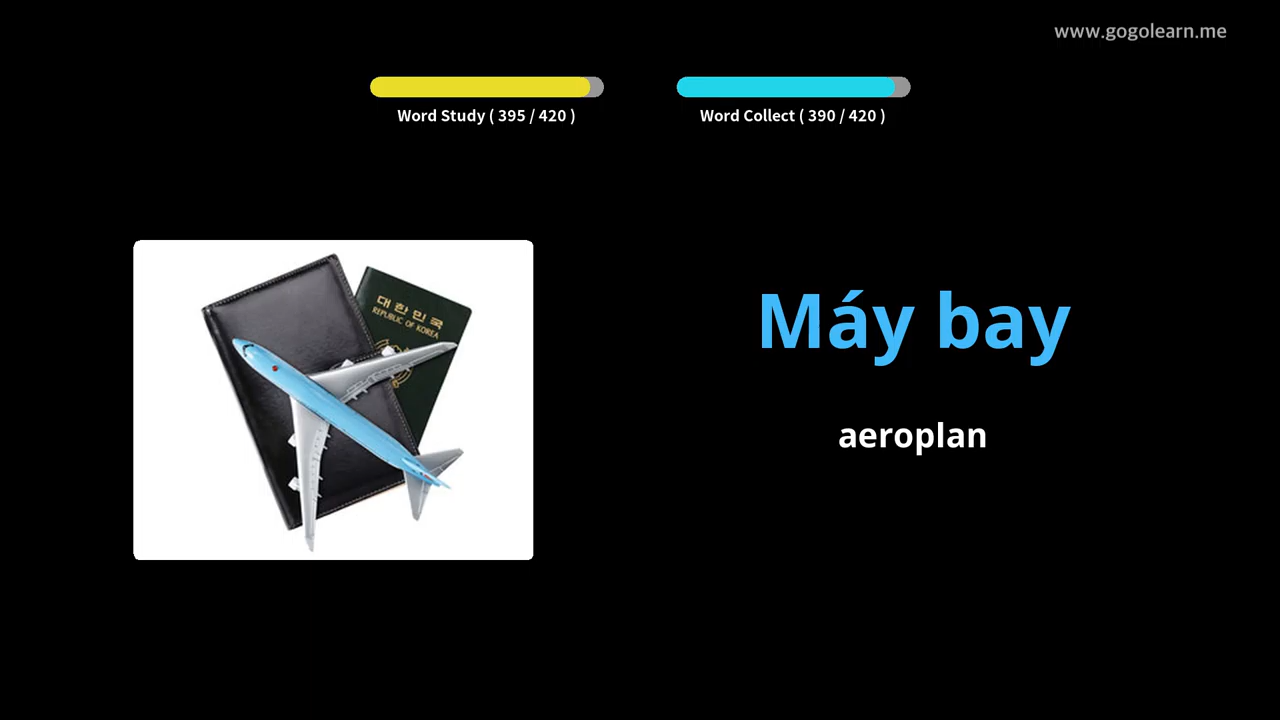 www.gogolearn.me
Word Study ( 395 / 420 )
Word Collect ( 390 / 420 )
대한민국
REPUBLIC OF KOREA
Máy bay
aeroplan